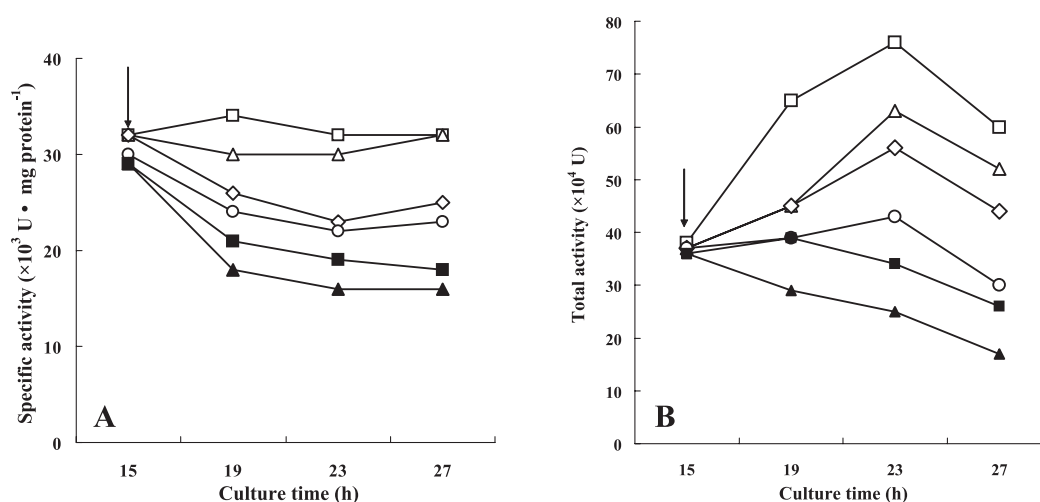 Specific activity (×10³ U • mg protein⁻¹)
40
30
20
10
0
A
15 19 23 27
Culture time (h)
Total activity (×10⁴ U)
80
70
60
50
40
30
20
10
0
B
15 19 23 27
Culture time (h)